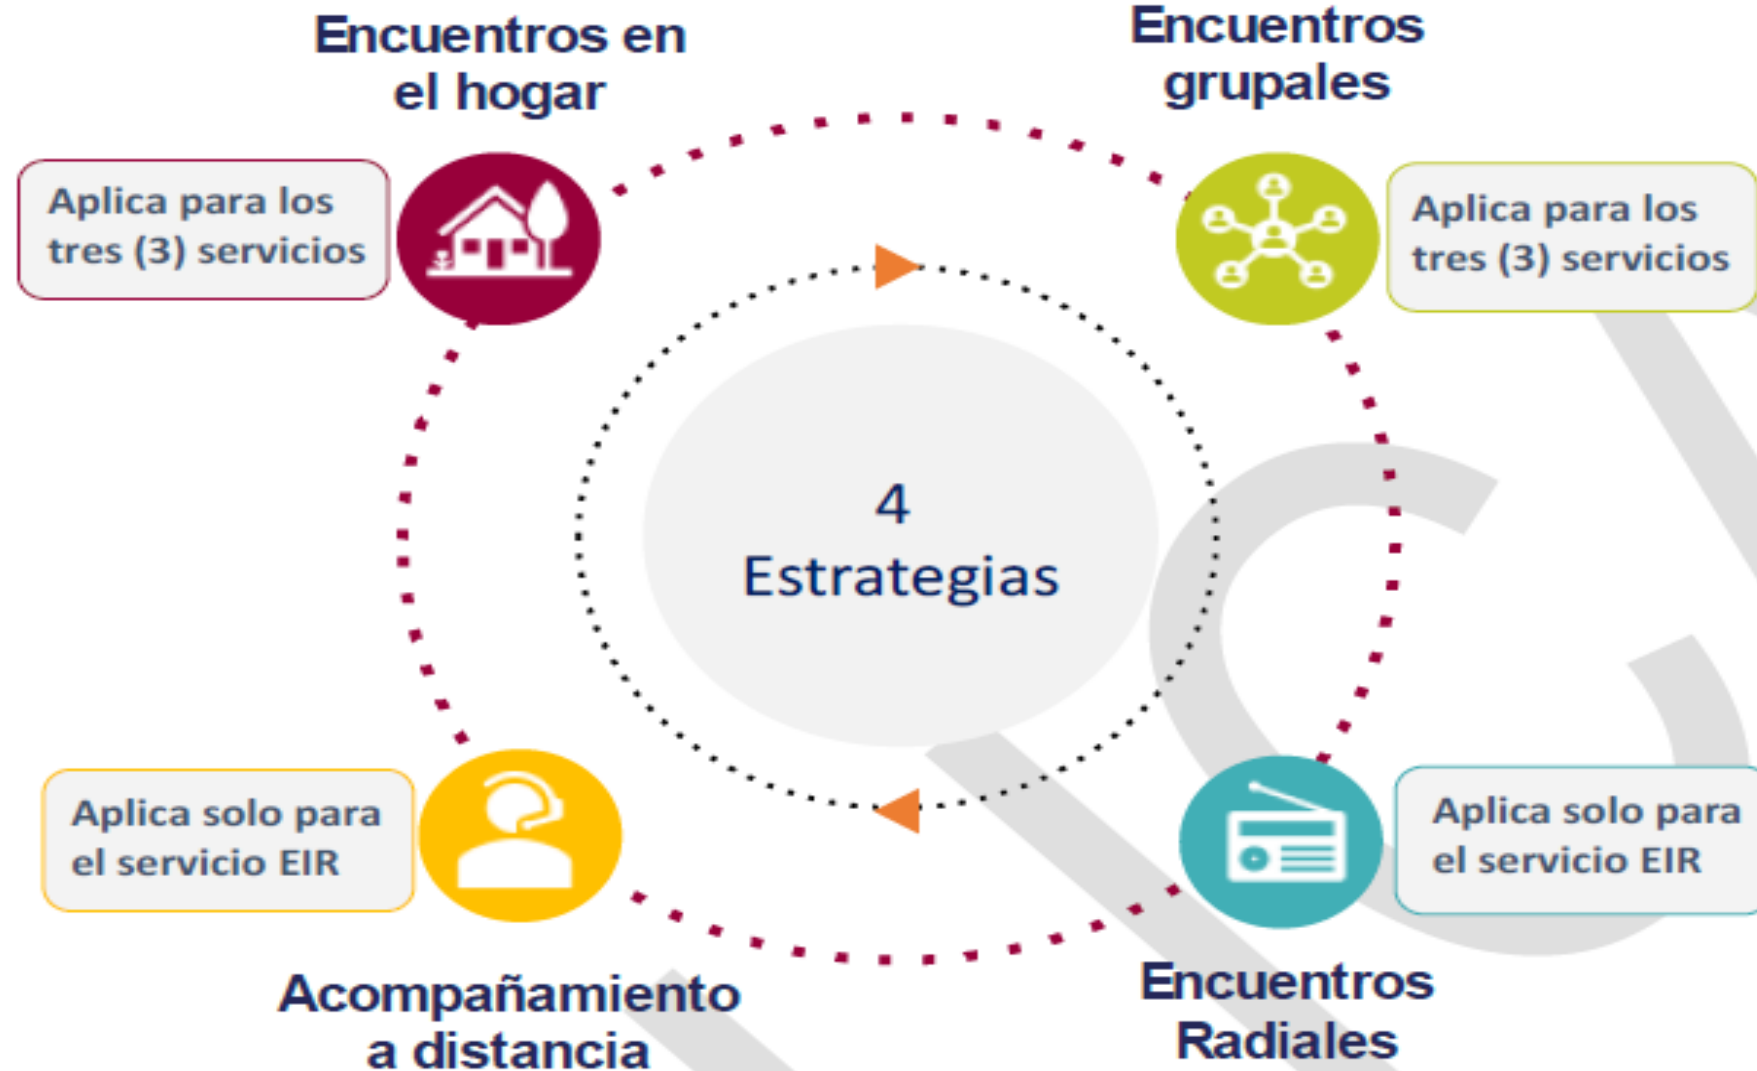 Encuentros en
el hogar
Encuentros
grupales
Aplica para los
tres (3) servicios
Aplica para los
tres (3) servicios
4
Estrategias
Aplica solo para
el servicio EIR
Aplica solo para
el servicio EIR
Acompañamiento
a distancia
Encuentros
Radiales